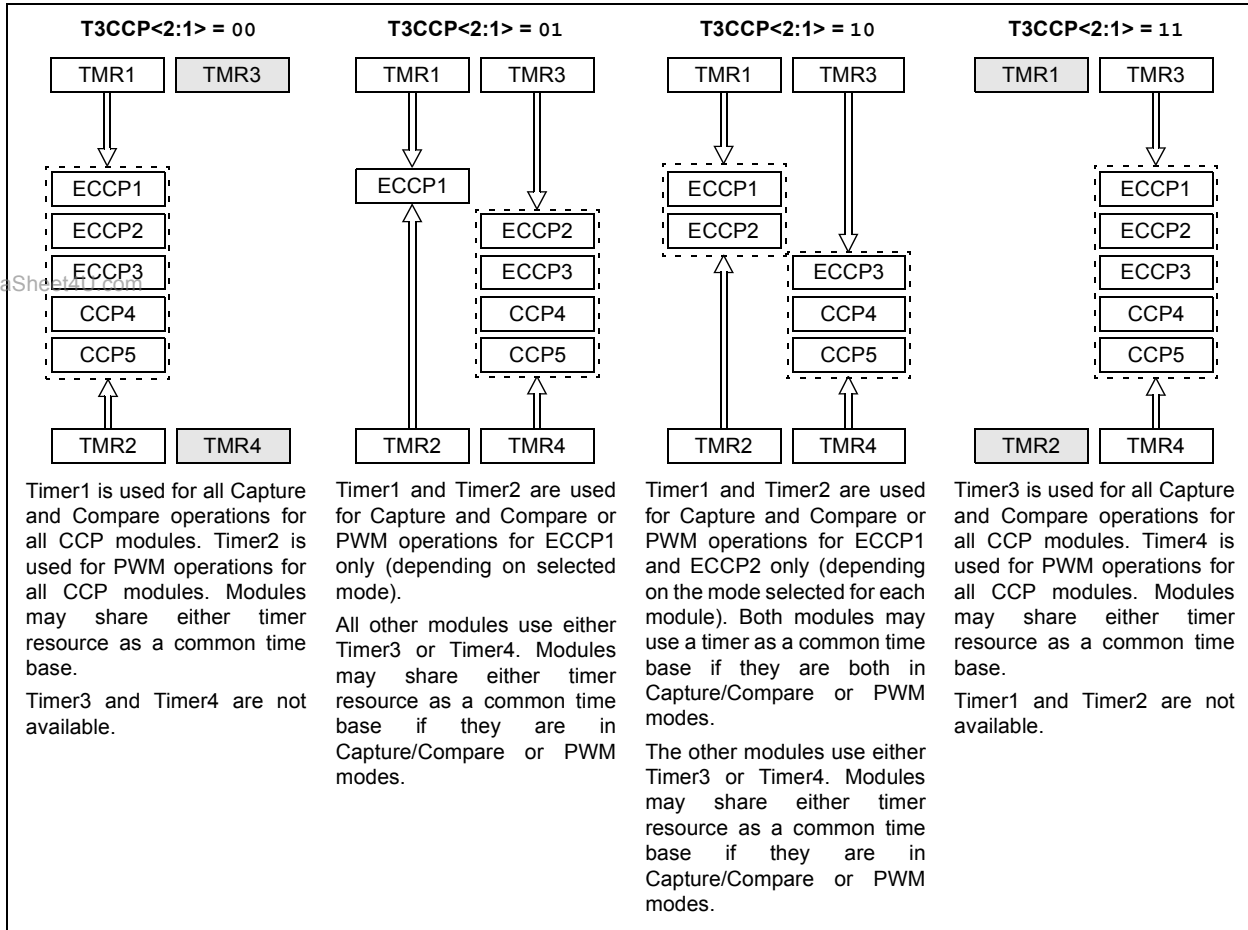 T3CCP<2:1> = 00
TMR1
TMR3
ECCP1
ECCP2
ECCP3
CCP4
CCP5
TMR2
TMR4
Timer1 is used for all Capture
and Compare operations for
all CCP modules. Timer2 is
used for PWM operations for
all CCP modules. Modules
may share either timer
resource as a common time
base.
Timer3 and Timer4 are not
available.
T3CCP<2:1> = 01
TMR1
TMR3
ECCP1
ECCP2
ECCP3
CCP4
CCP5
TMR2
TMR4
Timer1 and Timer2 are used
for Capture and Compare or
PWM operations for ECCP1
only (depending on selected
mode).
All other modules use either
Timer3 or Timer4. Modules
may share either timer
resource as a common time
base if they are in
Capture/Compare or PWM
modes.
T3CCP<2:1> = 10
TMR1
TMR3
ECCP1
ECCP2
ECCP3
CCP4
CCP5
TMR2
TMR4
Timer1 and Timer2 are used
for Capture and Compare or
PWM operations for ECCP1
and ECCP2 only (depending
on the mode selected for each
module). Both modules may
use a timer as a common time
base if they are both in
Capture/Compare or PWM
modes.
The other modules use either
Timer3 or Timer4. Modules
may share either timer
resource as a common time
base if they are in
Capture/Compare or PWM
modes.
T3CCP<2:1> = 11
TMR1
TMR3
ECCP1
ECCP2
ECCP3
CCP4
CCP5
TMR2
TMR4
Timer3 is used for all Capture
and Compare operations for
all CCP modules. Timer4 is
used for PWM operations for
all CCP modules. Modules
may share either timer
resource as a common time
base.
Timer1 and Timer2 are not
available.
aSheet4U.com